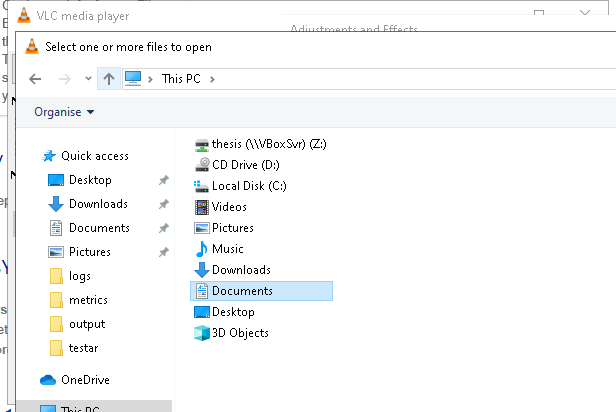 VLC media player
Adjustments and Effects
Select one or more files to open
This PC
Organise
Quick access
Desktop
Downloads
Documents
Pictures
logs
metrics
output
testar
OneDrive
This PC
thesis (\\VBoxSvr) (Z:)
CD Drive (D:)
Local Disk (C:)
Videos
Pictures
Music
Downloads
Documents
Desktop
3D Objects